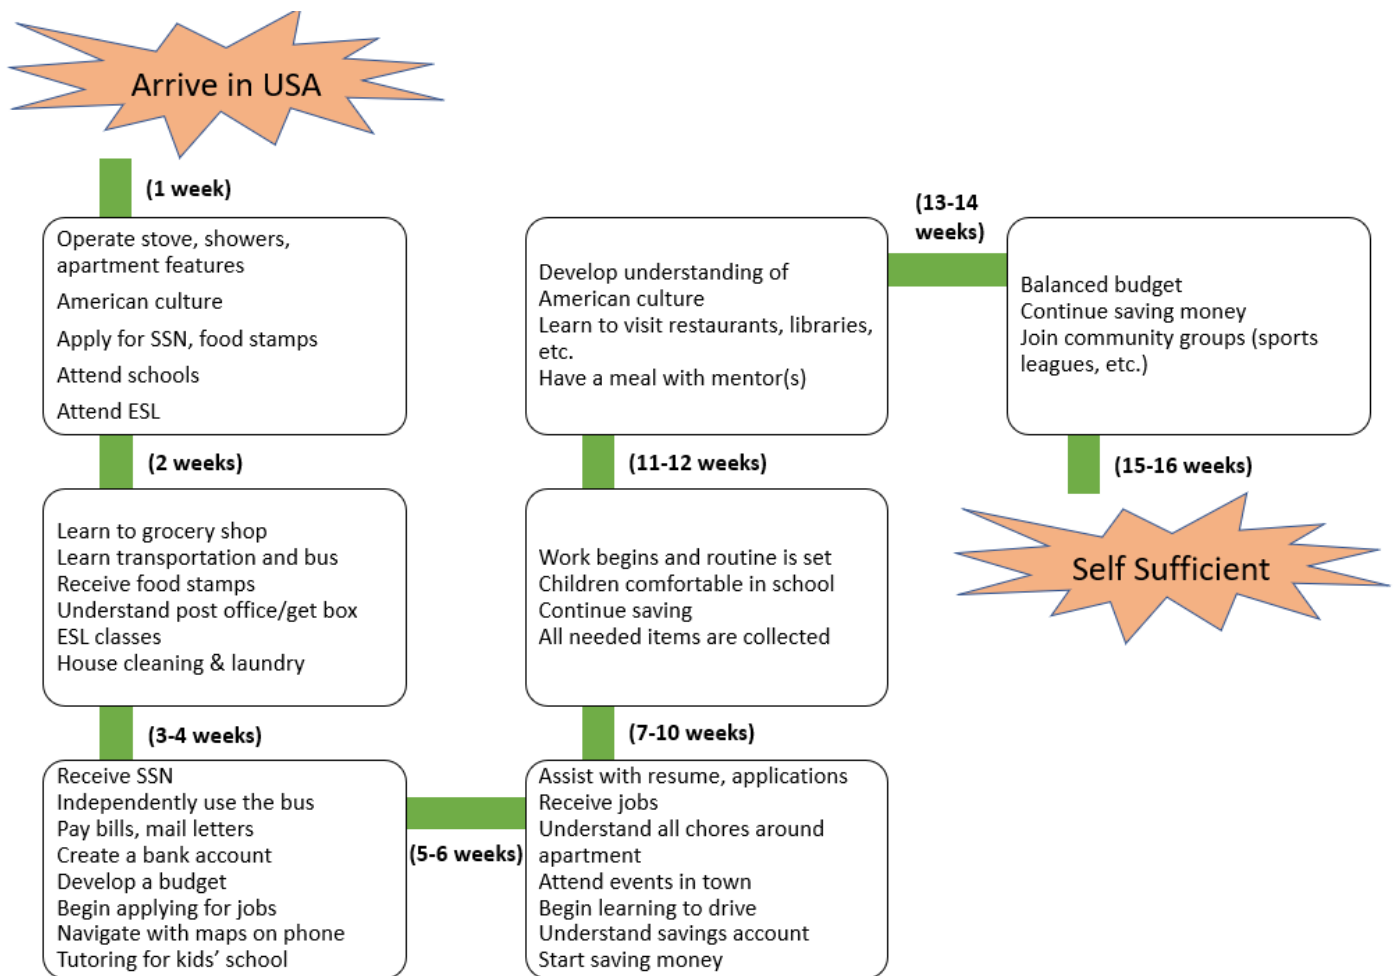 Arrive in USA
(1 week)
Operate stove, showers,
apartment features
American culture
Apply for SSN, food stamps
Attend schools
Attend ESL
(2 weeks)
Learn to grocery shop
Learn transportation and bus
Receive food stamps
Understand post office/get box
ESL classes
House cleaning & laundry
(3-4 weeks)
Receive SSN
Independently use the bus
Pay bills, mail letters
Create a bank account
Develop a budget
Begin applying for jobs
Navigate with maps on phone
Tutoring for kids’ school
(5-6 weeks)
Assist with resume, applications
Receive jobs
Understand all chores around
apartment
Attend events in town
Begin learning to drive
Understand savings account
Start saving money
(7-10 weeks)
Work begins and routine is set
Children comfortable in school
Continue saving
All needed items are collected
(11-12 weeks)
Develop understanding of
American culture
Learn to visit restaurants, libraries,
etc.
Have a meal with mentor(s)
(13-14
weeks)
Balanced budget
Continue saving money
Join community groups (sports
leagues, etc.)
(15-16 weeks)
Self Sufficient